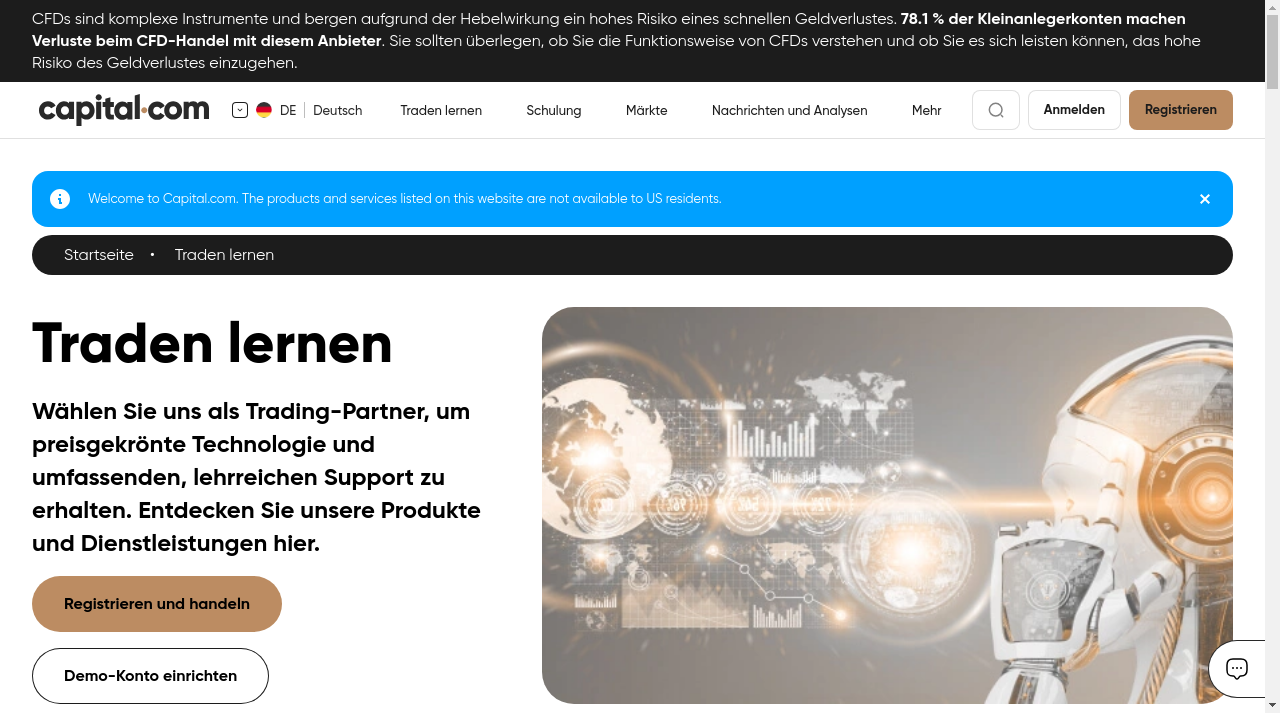 CFDs sind komplexe Instrumente und bergen aufgrund der Hebelwirkung ein hohes Risiko eines schnellen Geldverlustes. 78.1 % der Kleinanlegerkonten machen
Verluste beim CFD-Handel mit diesem Anbieter. Sie sollten überlegen, ob Sie die Funktionsweise von CFDs verstehen und ob Sie es sich leisten können, das hohe
Risiko des Geldverlustes einzugehen.
capital.com DE Deutsch Traden lernen Schulung Märkte Nachrichten und Analysen Mehr Anmelden Registrieren
Welcome to Capital.com. The products and services listed on this website are not available to US residents.
Startseite • Traden lernen
Traden lernen
Wählen Sie uns als Trading-Partner, um
preisgekrönte Technologie und
umfassenden, lehrreichen Support zu
erhalten. Entdecken Sie unsere Produkte
und Dienstleistungen hier.
Registrieren und handeln
Demo-Konto einrichten